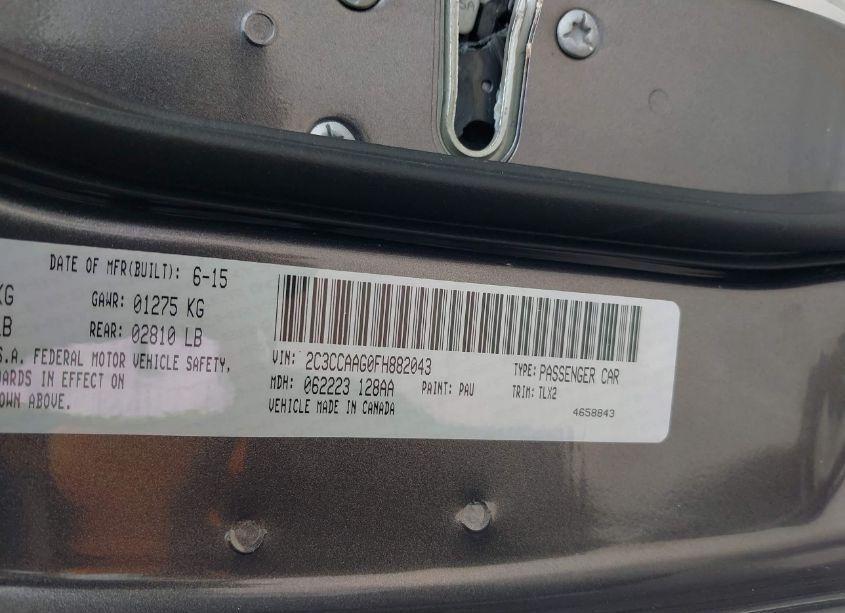 SA
DATE OF MFR(BUILT): 6-15
KG GAWR: 01275 KG
LB REAR: 02810 LB
S.A. FEDERAL MOTOR VEHICLE SAFETY,
ARDS IN EFFECT ON
OWN ABOVE.
VIN: 2C3CCAAG0FH882043 TYPE: PASSENGER CAR
MDH: 062223 128AA PAINT: PAU TRIM: TLX2
VEHICLE MADE IN CANADA 4658843